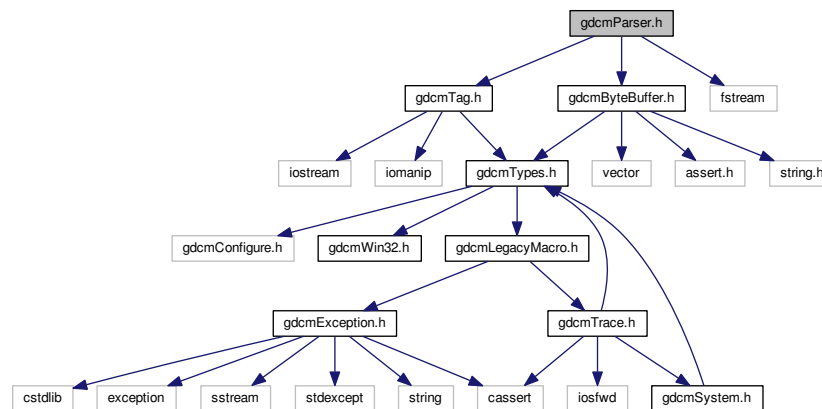 gdcmParser.h
gdcmTag.h
gdcmByteBuffer.h
fstream
iostream
iomanip
gdcmTypes.h
vector
assert.h
string.h
gdcmConfigure.h
gdcmWin32.h
gdcmLegacyMacro.h
gdcmException.h
gdcmTrace.h
cstdlib
exception
sstream
stdexcept
string
cassert
iosfwd
gdcmSystem.h